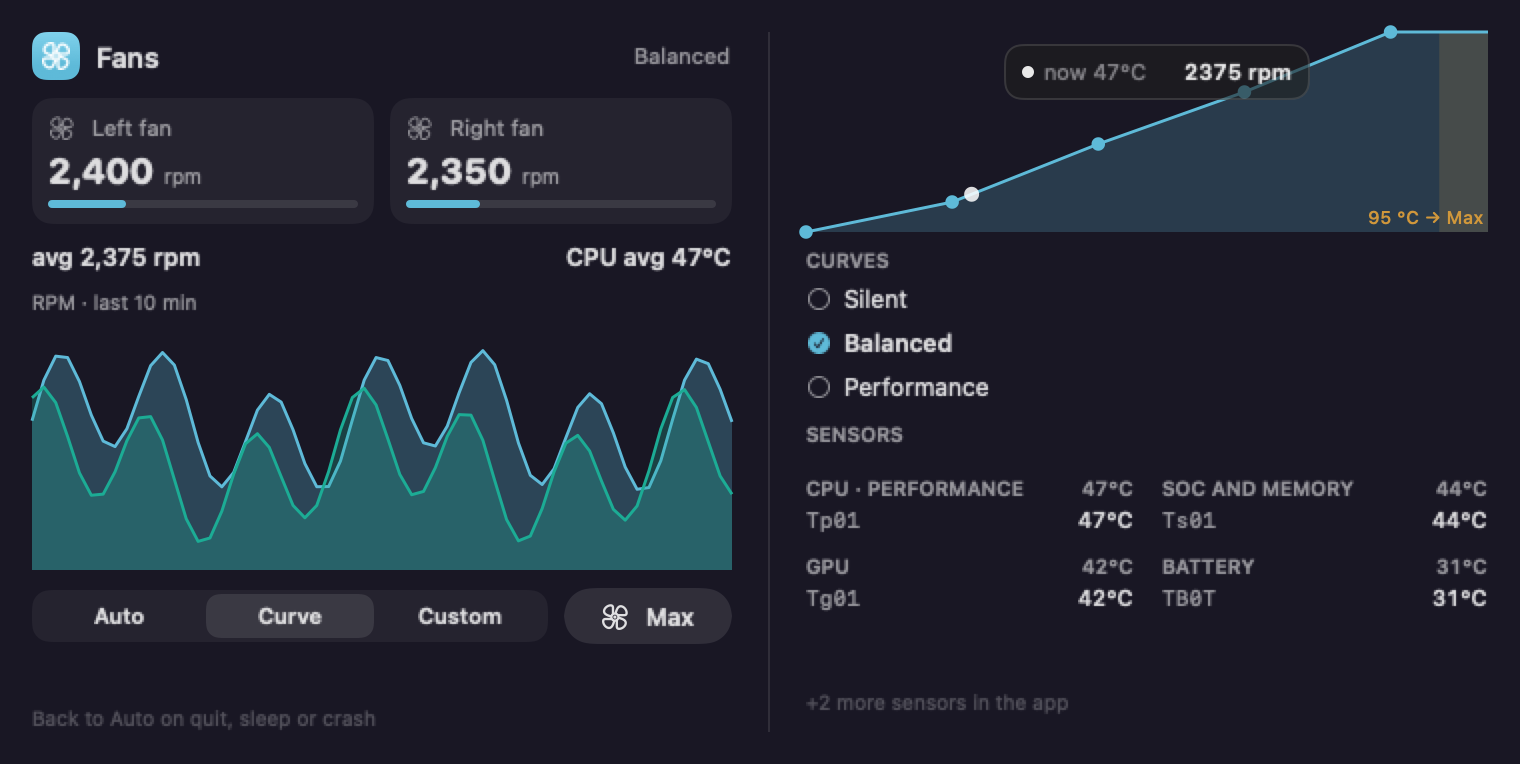 Fans
Balanced
Left fan
2,400 rpm
Right fan
2,350 rpm
avg 2,375 rpm
CPU avg 47°C
RPM · last 10 min
Auto
Curve
Custom
Max
Back to Auto on quit, sleep or crash
now 47°C 2375 rpm
95 °C → Max
CURVES
Silent
Balanced
Performance
SENSORS
CPU · PERFORMANCE 47°C
Tp01 47°C
SOC AND MEMORY 44°C
Ts01 44°C
GPU 42°C
Tg01 42°C
BATTERY 31°C
TB0T 31°C
+2 more sensors in the app